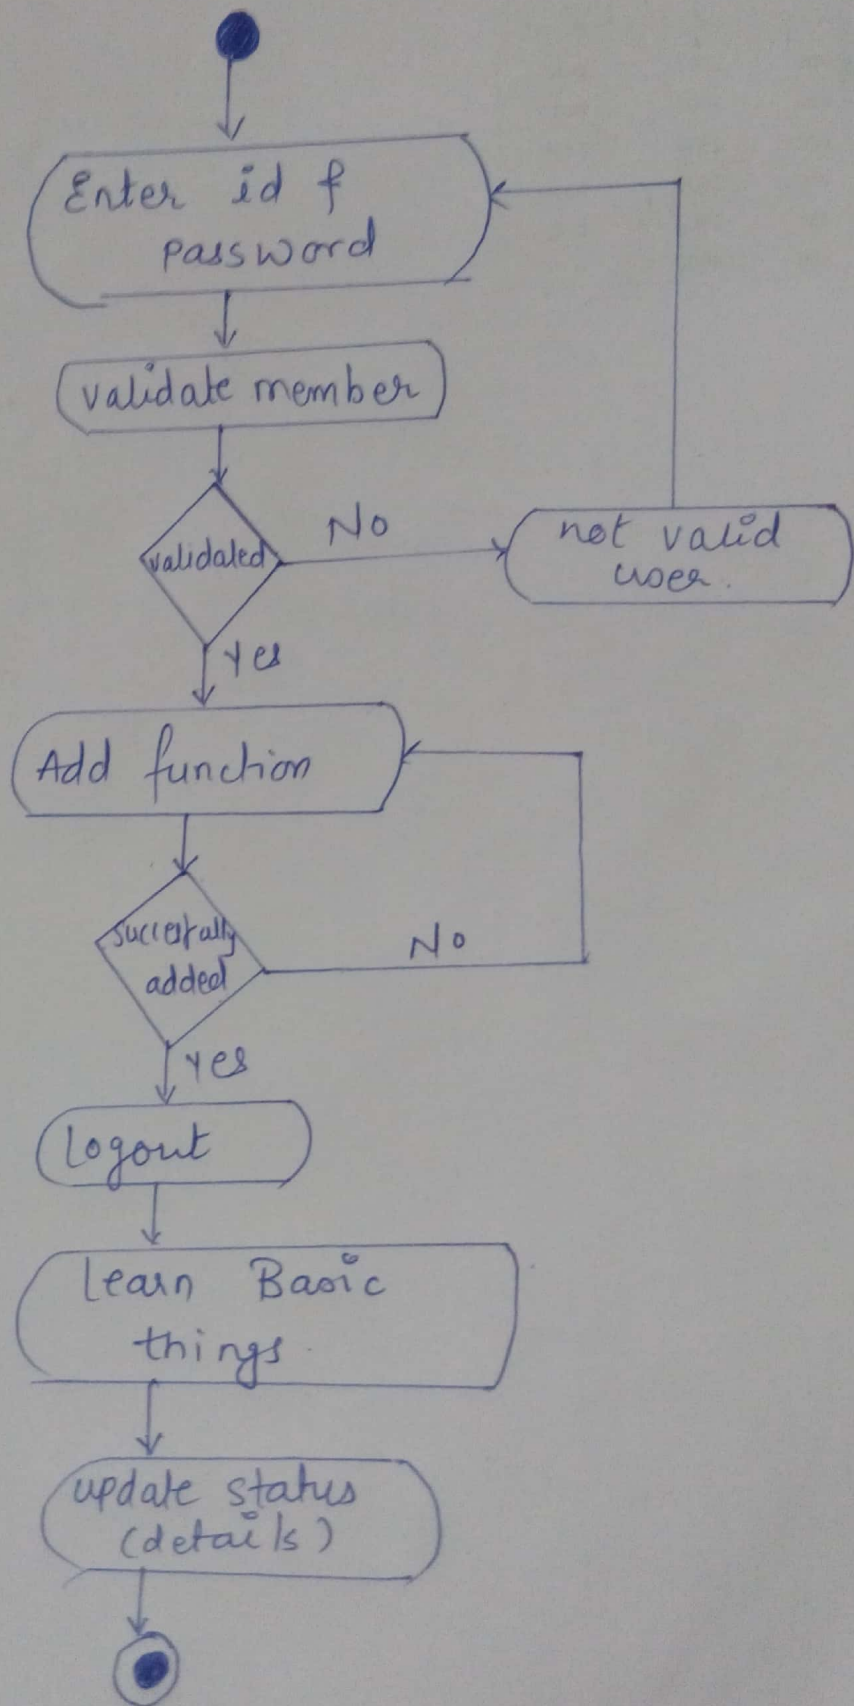 Enter id &
password
validate member
validated
No
not valid
user.
Yes
Add function
Succesfully
added
No
Yes
Logout
Learn Basic
things
update status
(details)